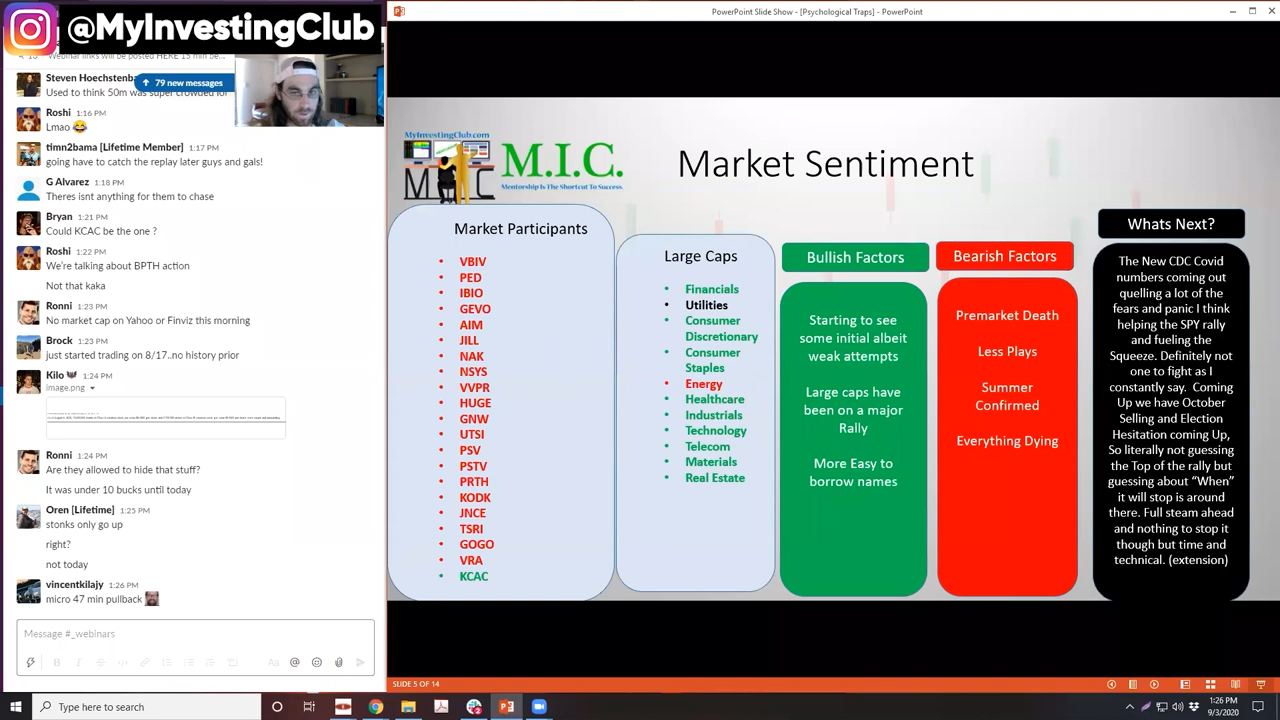 @MyInvestingClub
Webinar links will be posted HERE 15 min be...
Steven Hoechstenba
79 new messages
Used to think 50m was super crowded lol
Roshi 1:16 PM
Lmao 😂
timn2bama [Lifetime Member] 1:17 PM
going have to catch the replay later guys and gals!
G Alvarez 1:18 PM
Theres isnt anything for them to chase
Bryan 1:21 PM
Could KCAC be the one ?
Roshi 1:22 PM
We're talking about BPTH action
Not that kaka
Ronni 1:23 PM
No market cap on Yahoo or Finviz this morning
Brock 1:23 PM
just started trading on 8/17..no history prior
Kilo 1:24 PM
image.png
Ronni 1:24 PM
Are they allowed to hide that stuff?
It was under 10 bucks until today
Oren [Lifetime] 1:25 PM
stonks only go up
right?
not today
vincentkilajy 1:26 PM
micro 47 min pullback
Message #_webinars
PowerPoint Slide Show - [Psychological Traps] - PowerPoint
MyInvestingClub.com
M.I.C.
Mentorship Is The Shortcut To Success.
Market Sentiment
Market Participants
VBIV
PED
IBIO
GEVO
AIM
JILL
NAK
NSYS
VVPR
HUGE
GNW
UTSI
PSV
PSTV
PRTH
KODK
JNCE
TSRI
GOGO
VRA
KCAC
Large Caps
Financials
Utilities
Consumer
Discretionary
Consumer
Staples
Energy
Healthcare
Industrials
Technology
Telecom
Materials
Real Estate
Bullish Factors
Starting to see
some initial albeit
weak attempts
Large caps have
been on a major
Rally
More Easy to
borrow names
Bearish Factors
Premarket Death
Less Plays
Summer
Confirmed
Everything Dying
Whats Next?
The New CDC Covid
numbers coming out
quelling a lot of the
fears and panic I think
helping the SPY rally
and fueling the
Squeeze. Definitely not
one to fight as I
constantly say. Coming
Up we have October
Selling and Election
Hesitation coming Up,
So literally not guessing
the Top of the rally but
guessing about "When"
it will stop is around
there. Full steam ahead
and nothing to stop it
though but time and
technical. (extension)
SLIDE 5 OF 14
Type here to search
1:26 PM
9/3/2020